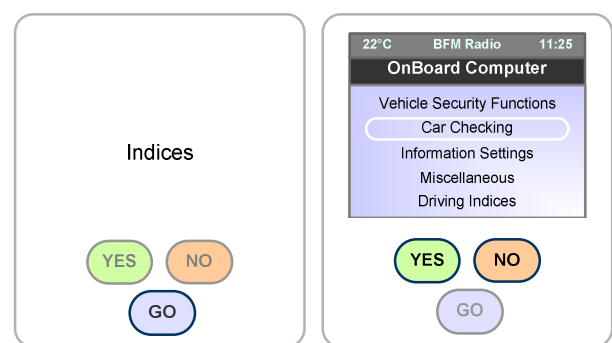 Indices
YES NO
GO
22°C BFM Radio 11:25
OnBoard Computer
Vehicle Security Functions
Car Checking
Information Settings
Miscellaneous
Driving Indices
YES NO
GO